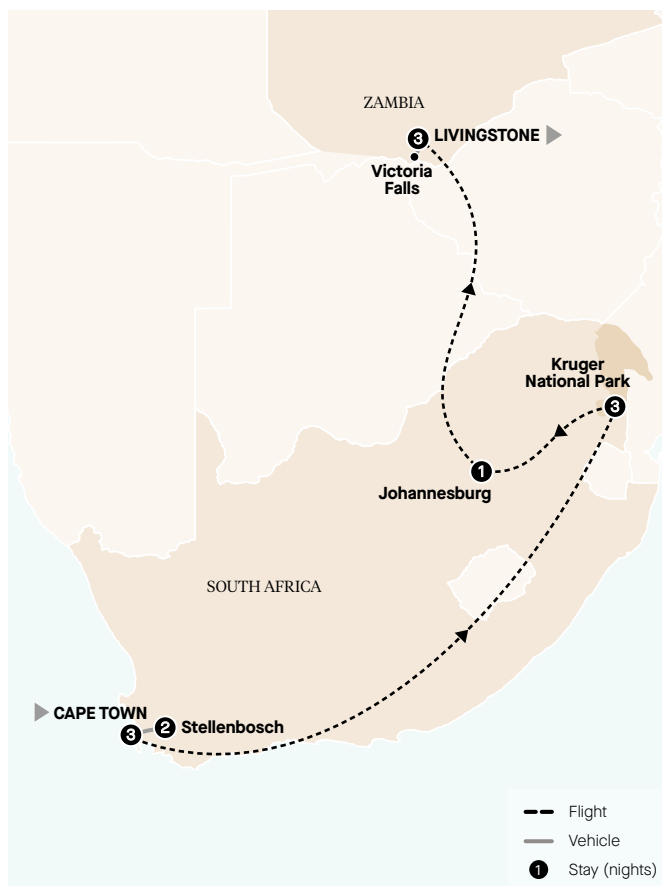 ZAMBIA
3 LIVINGSTONE
Victoria
Falls
Kruger
National Park
3
1
Johannesburg
SOUTH AFRICA
CAPE TOWN
3
2 Stellenbosch
Flight
Vehicle
1 Stay (nights)